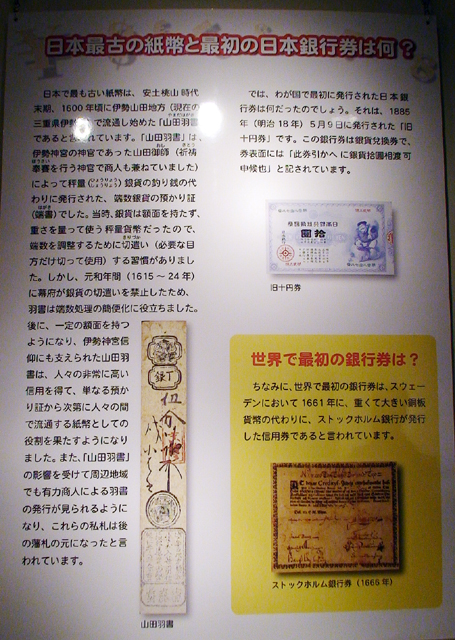 日本最古の紙幣と最初の日本銀行券は何？
日本で最も古い紙幣は、安土桃山時代
末期、1600年頃に伊勢山田地方（現在の
三重県伊勢市）で流通し始めた「山田羽書」
であると言われています。「山田羽書」は、
伊勢神宮の神官であった山田御師（祈祷
奉賽を行う神官で商人も兼ねていました）
によって秤量（ひょうりょう）銀貨の釣り銭の代
わりに発行された、端数銀貨の預かり証
（端書）でした。当時、銀貨は額面を持たず、
重さを量って使う秤量貨幣だったので、
端数を調整するために切遣い（必要な目
方だけ切って使用）する習慣がありまし
た。しかし、元和年間（1615～24年）
に幕府が銀貨の切遣いを禁止したため、
羽書は端数処理の簡便化に役立ちました。
後に、一定の額面を持つ
ようになり、伊勢神宮信
仰にも支えられた山田羽
書は、人々の非常に高い
信用を得て、単なる預か
り証から次第に人々の間
で流通する紙幣としての
役割を果たすようになり
ました。また、「山田羽書」
の影響を受けて周辺地域
でも有力商人による羽書
の発行が見られるように
なり、これらの私札は後
の藩札の元になったと言
われています。
山田羽書
では、わが国で最初に発行された日本銀
行券は何だったのでしょう。それは、1885
年（明治18年）5月9日に発行された「旧
十円券」です。この銀行券は銀貨兌換券で、
券表面には「此券引かへに銀貨拾圓相渡可
申候也」と記されています。
拾圓
旧十円券
世界で最初の銀行券は？
ちなみに、世界で最初の銀行券は、スウェー
デンにおいて1661年に、重くて大きい銅板
貨幣の代わりに、ストックホルム銀行が発行
した信用券であると言われています。
ストックホルム銀行券（1666年）